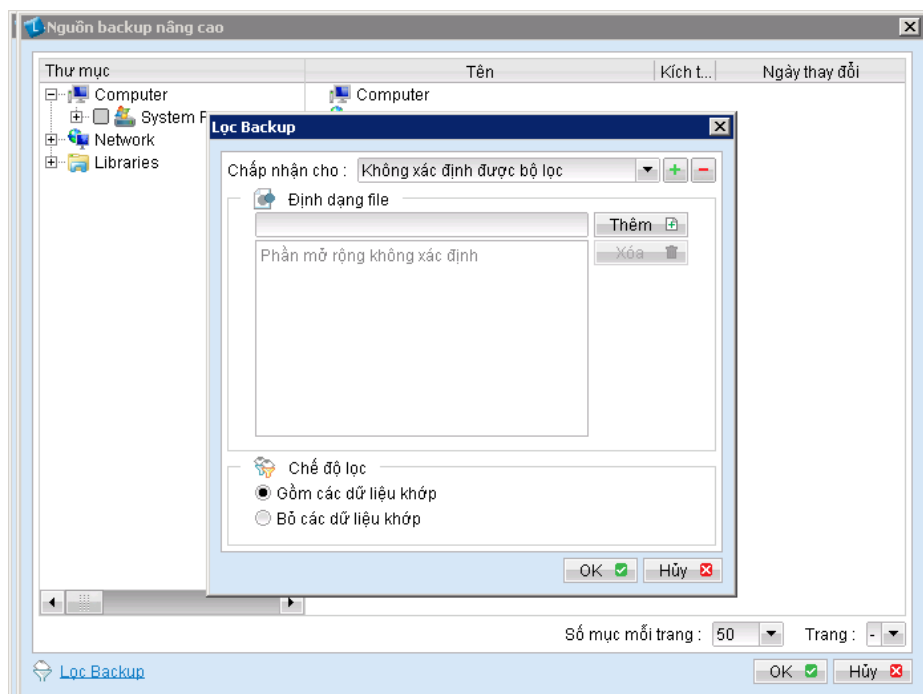 Nguồn backup nâng cao
Thư mục Tên Kích t... Ngày thay đổi
Computer Computer
System
Network
Libraries
Lọc Backup
Chấp nhận cho : Không xác định được bộ lọc
Định dạng file
Thêm
Phần mở rộng không xác định
Xóa
Chế độ lọc
Gồm các dữ liệu khớp
Bỏ các dữ liệu khớp
OK Hủy
Số mục mỗi trang : 50 Trang : -
Lọc Backup OK Hủy